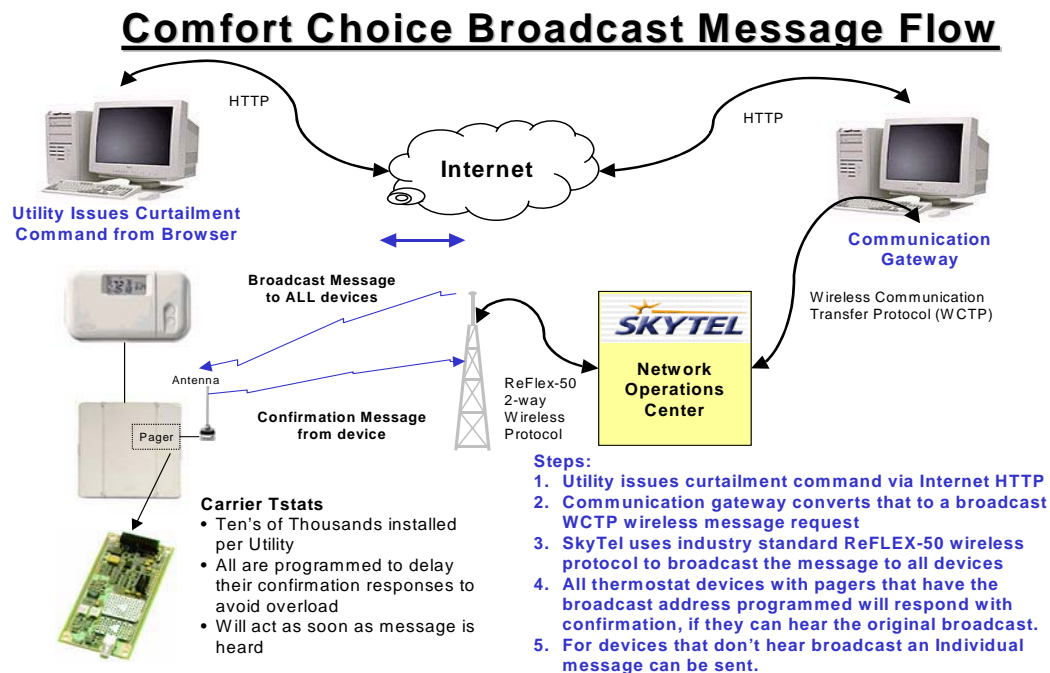 Comfort Choice Broadcast Message Flow
HTTP
HTTP
Internet
Utility Issues Curtailment
Command from Browser
Communication
Gateway
Broadcast Message
to ALL devices
Wireless Communication
Transfer Protocol (WCTP)
SKYTEL
Network
Operations
Center
Antenna
ReFlex-50
2-way
Wireless
Protocol
Confirmation Message
from device
Pager
Carrier Tstats
• Ten's of Thousands installed
per Utility
• All are programmed to delay
their confirmation responses to
avoid overload
• Will act as soon as message is
heard
Steps:
1. Utility issues curtailment command via Internet HTTP
2. Communication gateway converts that to a broadcast
WCTP wireless message request
3. SkyTel uses industry standard ReFLEX-50 wireless
protocol to broadcast the message to all devices
4. All thermostat devices with pagers that have the
broadcast address programmed will respond with
confirmation, if they can hear the original broadcast.
5. For devices that don't hear broadcast an Individual
message can be sent.